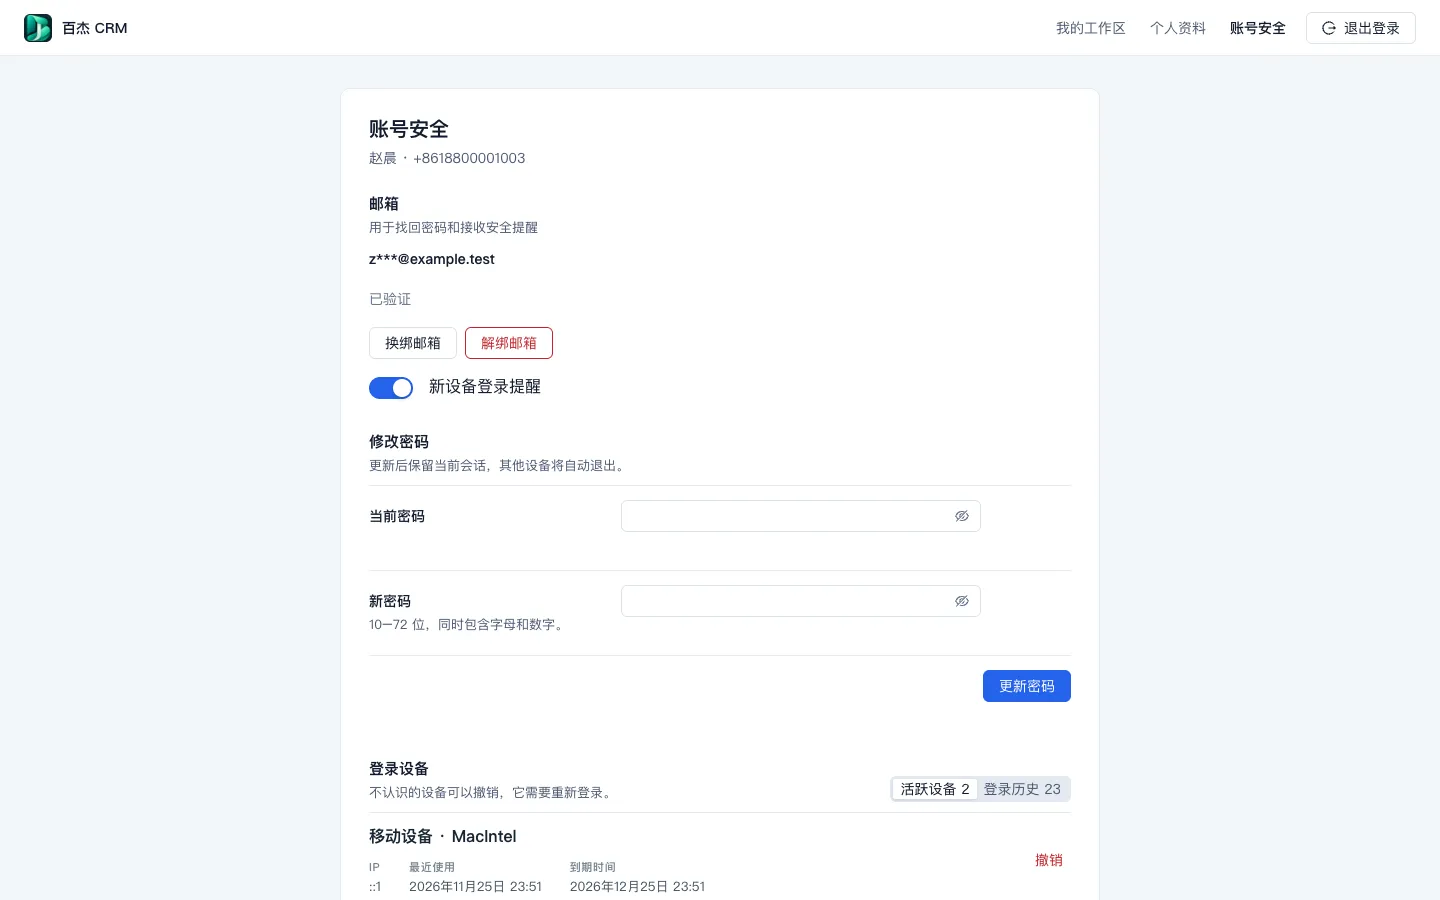 百杰 CRM
我的工作区 个人资料 账号安全 退出登录
账号安全
赵晨 · +8618800001003
邮箱
用于找回密码和接收安全提醒
z***@example.test
已验证
换绑邮箱 解绑邮箱
新设备登录提醒
修改密码
更新后保留当前会话，其他设备将自动退出。
当前密码
新密码
10—72 位，同时包含字母和数字。
更新密码
登录设备
不认识的设备可以撤销，它需要重新登录。
活跃设备 2 登录历史 23
移动设备 · MacIntel
撤销
IP 最近使用 到期时间
::1 2026年11月25日 23:51 2026年12月25日 23:51